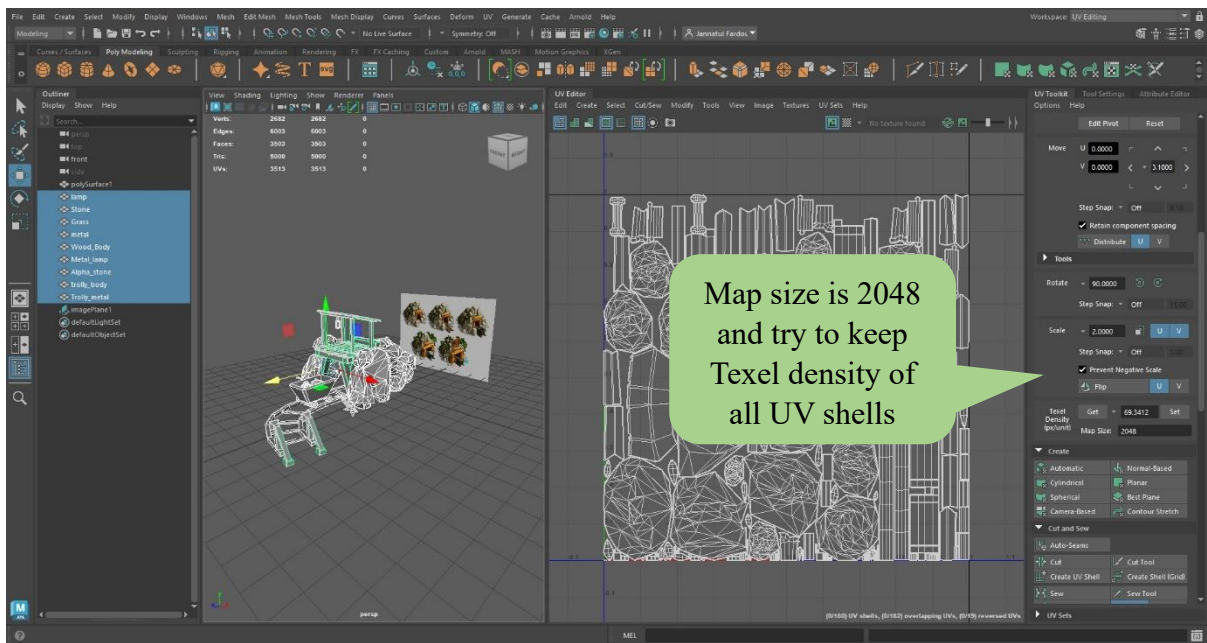 File Edit Create Select Modify Display Windows Mesh Edit Mesh Mesh Tools Mesh Display Curves Surfaces Deform UV Generate Cache Arnold Help
Workspace: UV Editing
Modeling
No Live Surface
Symmetry: Off
Jannatul Fardos
Curves / Surfaces Poly Modeling Sculpting Rigging Animation Rendering FX FX Caching Custom Arnold MASH Motion Graphics XGen
Outliner
Display Show Help
Search...
persp
top
front
side
polySurface1
lamp
Stone
Grass
metal
Wood_Body
Metal_lamp
Alpha_stone
trolly_body
Trolly_metal
imagePlane1
defaultLightSet
defaultObjectSet
View Shading Lighting Show Renderer Panels
Verts: 2682 2682 0
Edges: 6003 6003 0
Faces: 3503 3503 0
Tris: 5000 5000 0
UVs: 3513 3513 0
FRONT RIGHT
persp
UV Editor
Edit Create Select Cut/Sew Modify Tools View Image Textures UV Sets Help
No texture found
Map size is 2048
and try to keep
Texel density of
all UV shells
(0/160) UV shells, (0/162) overlapping UVs, (0/19) reversed UVs
UV Toolkit Tool Settings Attribute Editor
Options Help
Edit Pivot Reset
Move U 0.0000
V 0.0000
Step Snap: Off
Retain component spacing
Distribute U V
Tools
Rotate 90.0000
Step Snap: Off
Scale 2.0000 U V
Step Snap: Off
Prevent Negative Scale
Flip U V
Texel Density (px/unit) Get 69.3412 Set
Map Size: 2048
Create
Automatic Normal-Based
Cylindrical Planar
Spherical Best Plane
Camera-Based Contour Stretch
Cut and Sew
Auto-Seams
Cut Cut Tool
Create UV Shell Create Shell (Grid)
Sew Sew Tool
UV Sets
MEL